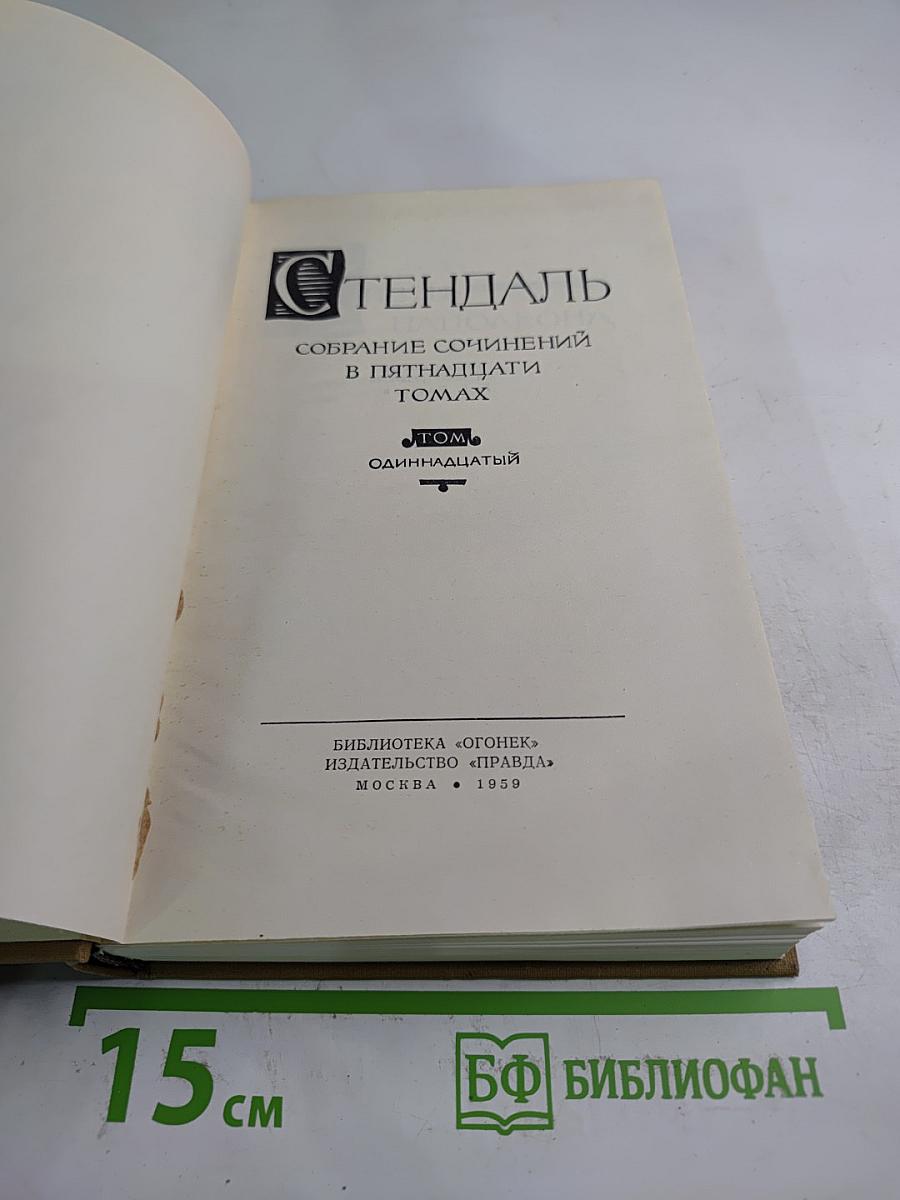 СТЕНДАЛЬ
СОБРАНИЕ СОЧИНЕНИЙ
В ПЯТНАДЦАТИ
ТОМАХ
ТОМ
ОДИННАДЦАТЫЙ
БИБЛИОТЕКА «ОГОНЕК»
ИЗДАТЕЛЬСТВО «ПРАВДА»
МОСКВА • 1959
15 см
БФ БИБЛИОФАН